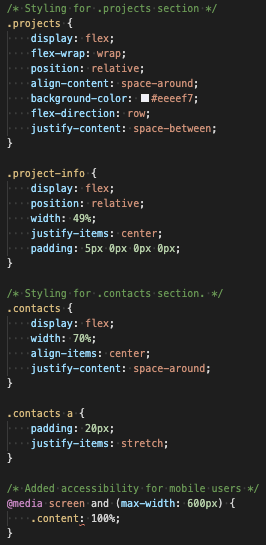 /* Styling for .projects section */
.projects {
    display: flex;
    flex-wrap: wrap;
    position: relative;
    align-content: space-around;
    background-color: #eeeef7;
    flex-direction: row;
    justify-content: space-between;
}

.project-info {
    display: flex;
    position: relative;
    width: 49%;
    justify-items: center;
    padding: 5px 0px 0px 0px;
}

/* Styling for .contacts section. */
.contacts {
    display: flex;
    width: 70%;
    align-items: center;
    justify-content: space-around;
}

.contacts a {
    padding: 20px;
    justify-items: stretch;
}

/* Added accessibility for mobile users */
@media screen and (max-width: 600px) {
    .content: 100%;
}